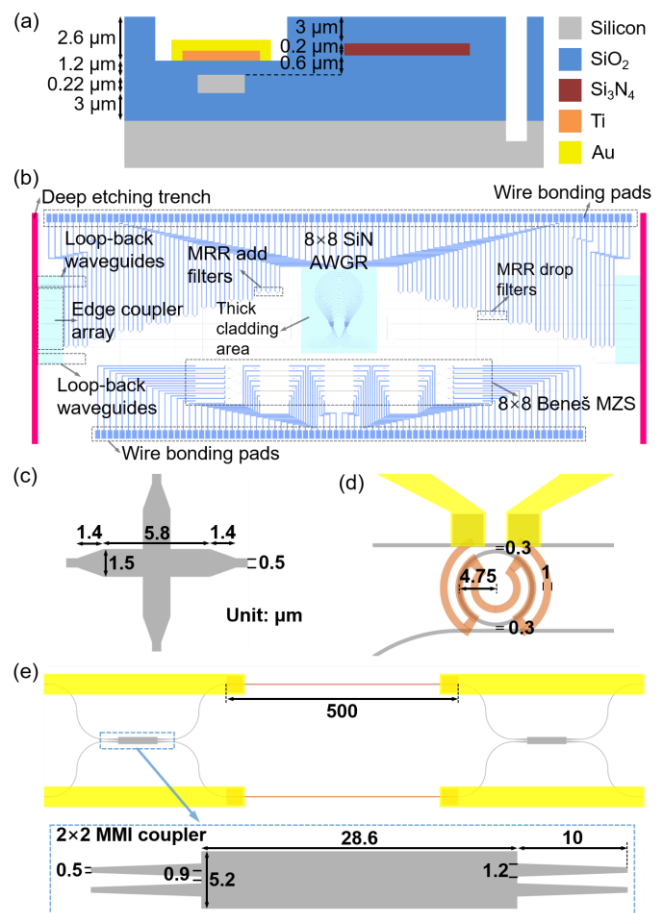 (a)
2.6 μm
1.2 μm
0.22 μm
3 μm
3 μm
0.2 μm
0.6 μm
Silicon
SiO₂
Si₃N₄
Ti
Au
(b)
Deep etching trench
Wire bonding pads
Loop-back
waveguides
MRR add
filters
8×8 SiN
AWGR
MRR drop
filters
Edge coupler
array
Thick
cladding
area
Loop-back
waveguides
8×8 Beneš MZS
Wire bonding pads
(c)
1.4
5.8
1.4
1.5
0.5
Unit: μm
(d)
0.3
4.75
1
0.3
(e)
500
2×2 MMI coupler
28.6
10
0.5
0.9
5.2
1.2